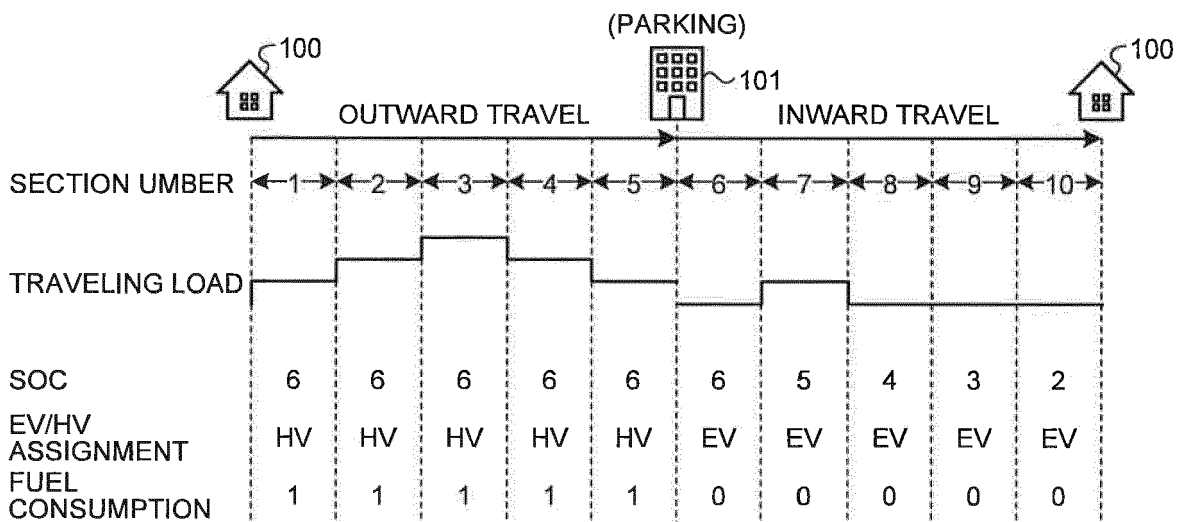 (PARKING)
100
101
100
OUTWARD TRAVEL
INWARD TRAVEL
SECTION UMBER 1 2 3 4 5 6 7 8 9 10
TRAVELING LOAD
SOC 6 6 6 6 6 6 5 4 3 2
EV/HV
ASSIGNMENT HV HV HV HV HV EV EV EV EV EV
FUEL
CONSUMPTION 1 1 1 1 1 0 0 0 0 0